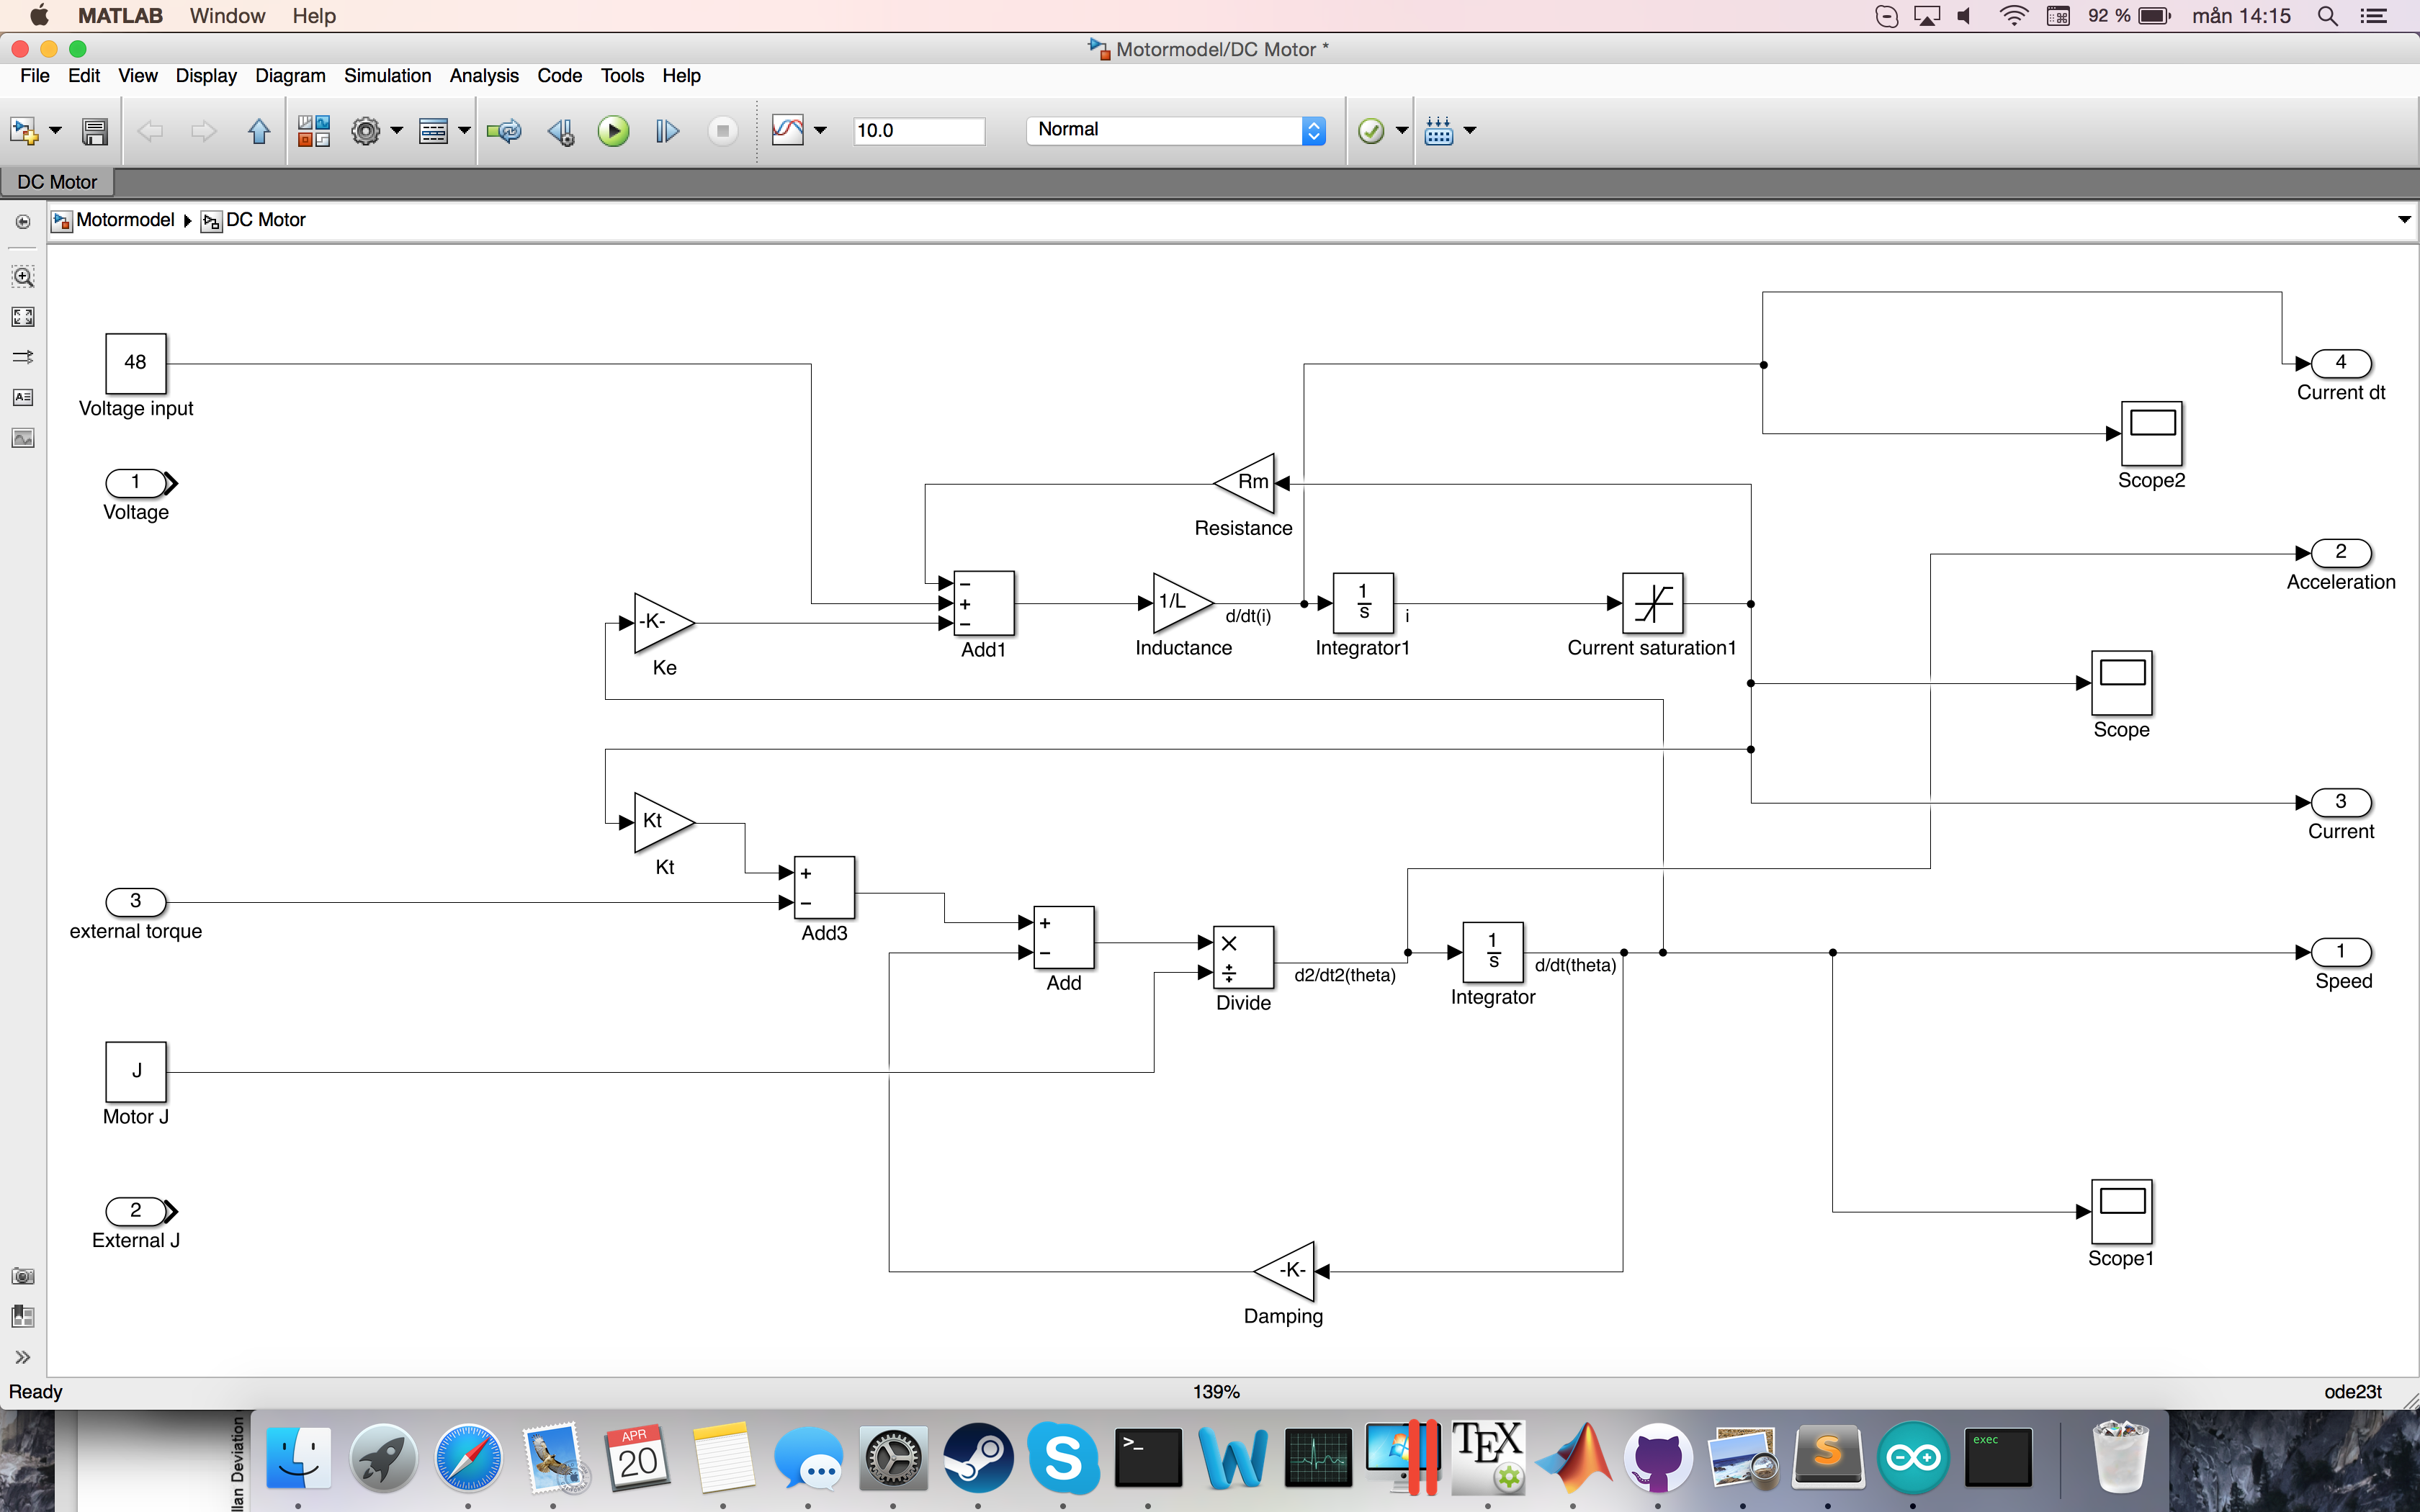 MATLAB Window Help 92 % mån 14:15
Motormodel/DC Motor *
File Edit View Display Diagram Simulation Analysis Code Tools Help
10.0 Normal
DC Motor
Motormodel DC Motor
48
Voltage input
4
Current dt
Scope2
1
Voltage
Rm
Resistance
2
Acceleration
-K-
Ke
−
+
−
Add1
1/L
Inductance
d/dt(i)
1
s
Integrator1
i
Current saturation1
Scope
3
Current
Kt
Kt
3
external torque
+
−
Add3
+
−
Add
×
÷
Divide
d2/dt2(theta)
1
s
Integrator
d/dt(theta)
1
Speed
J
Motor J
2
External J
Scope1
-K-
Damping
Ready 139% ode23t
llan Deviation
APR
20
S
>_
W
TEX
S
exec